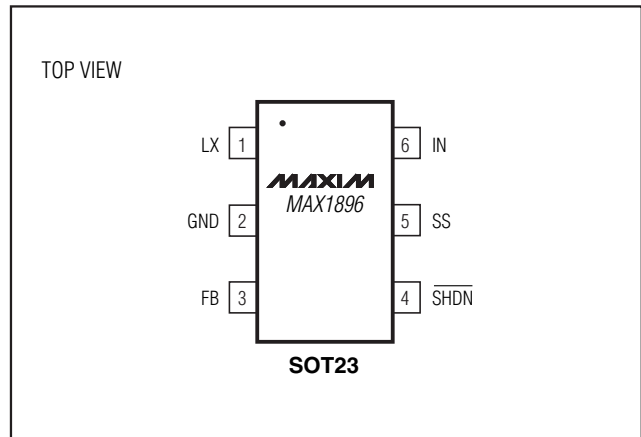 TOP VIEW
LX 1
6 IN
MAXIM
MAX1896
GND 2
5 SS
FB 3
4 SHDN
SOT23